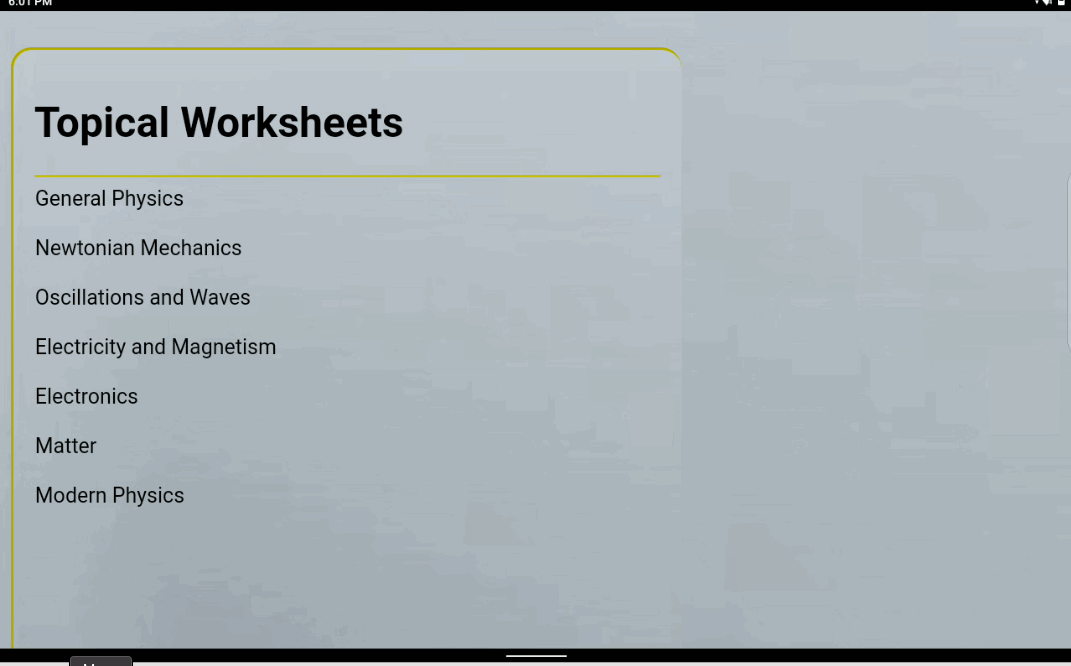 6:01 PM
Topical Worksheets
General Physics
Newtonian Mechanics
Oscillations and Waves
Electricity and Magnetism
Electronics
Matter
Modern Physics